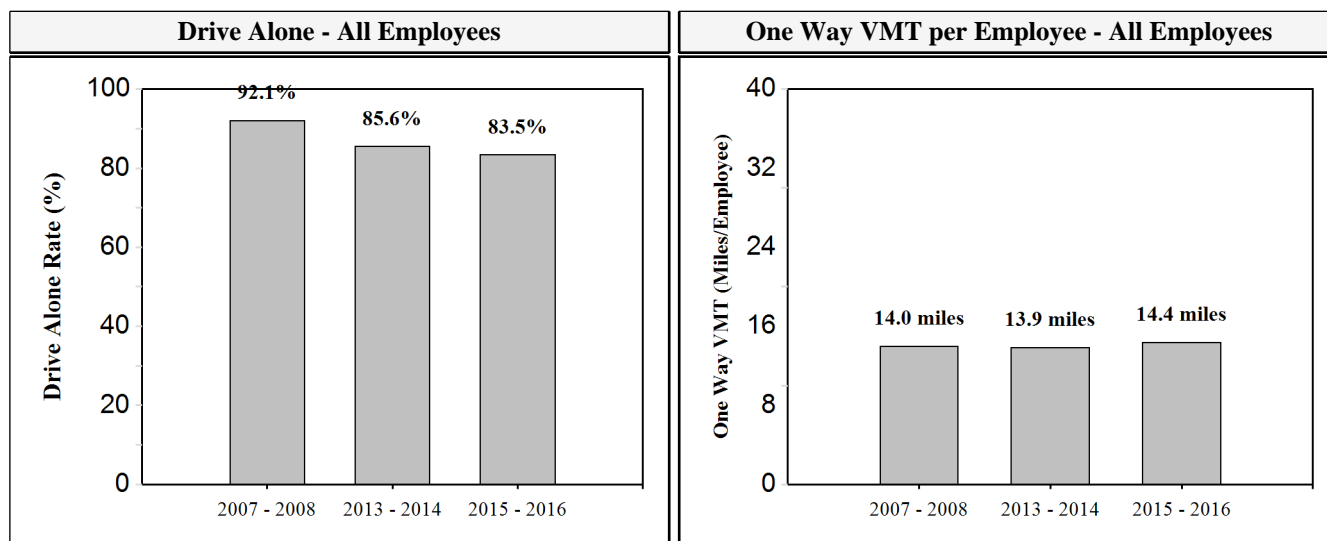 Drive Alone - All Employees
Drive Alone Rate (%)
100
80
60
40
20
0
92.1%
85.6%
83.5%
2007 - 2008
2013 - 2014
2015 - 2016
One Way VMT per Employee - All Employees
One Way VMT (Miles/Employee)
40
32
24
16
8
0
14.0 miles
13.9 miles
14.4 miles
2007 - 2008
2013 - 2014
2015 - 2016